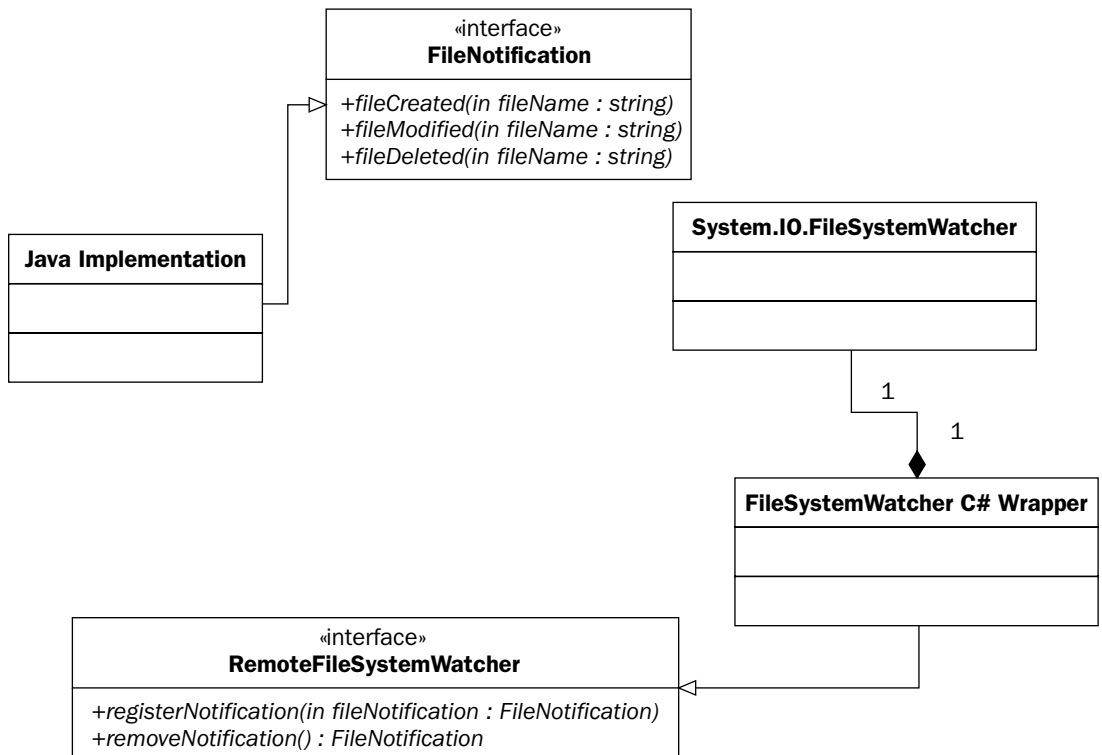 «interface»
FileNotification
+fileCreated(in fileName : string)
+fileModified(in fileName : string)
+fileDeleted(in fileName : string)
Java Implementation
System.IO.FileSystemWatcher
1
1
FileSystemWatcher C# Wrapper
«interface»
RemoteFileSystemWatcher
+registerNotification(in fileNotification : FileNotification)
+removeNotification() : FileNotification